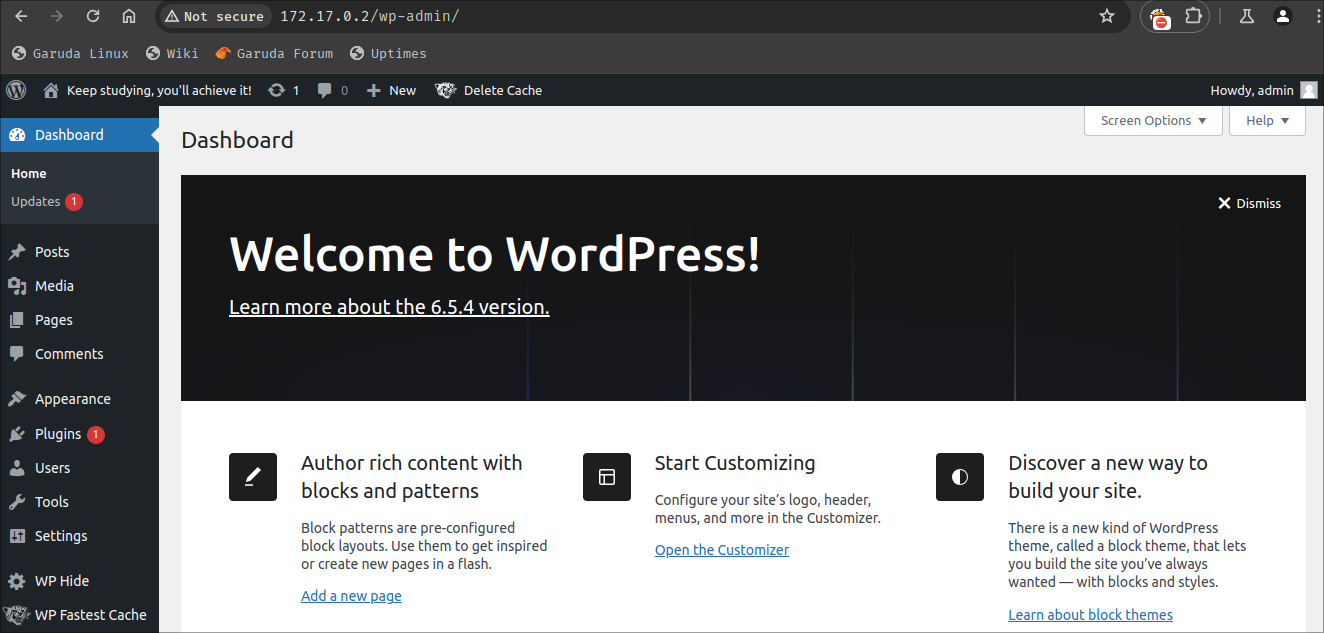 Not secure 172.17.0.2/wp-admin/
Garuda Linux Wiki Garuda Forum Uptimes
Keep studying, you'll achieve it! 1 0 New Delete Cache Howdy, admin
Dashboard
Home
Updates 1
Posts
Media
Pages
Comments
Appearance
Plugins 1
Users
Tools
Settings
WP Hide
WP Fastest Cache
Screen Options Help
Dashboard
Dismiss
Welcome to WordPress!
Learn more about the 6.5.4 version.
Author rich content with
blocks and patterns
Block patterns are pre-configured
block layouts. Use them to get inspired
or create new pages in a flash.
Add a new page
Start Customizing
Configure your site’s logo, header,
menus, and more in the Customizer.
Open the Customizer
Discover a new way to
build your site.
There is a new kind of WordPress
theme, called a block theme, that lets
you build the site you’ve always
wanted — with blocks and styles.
Learn about block themes